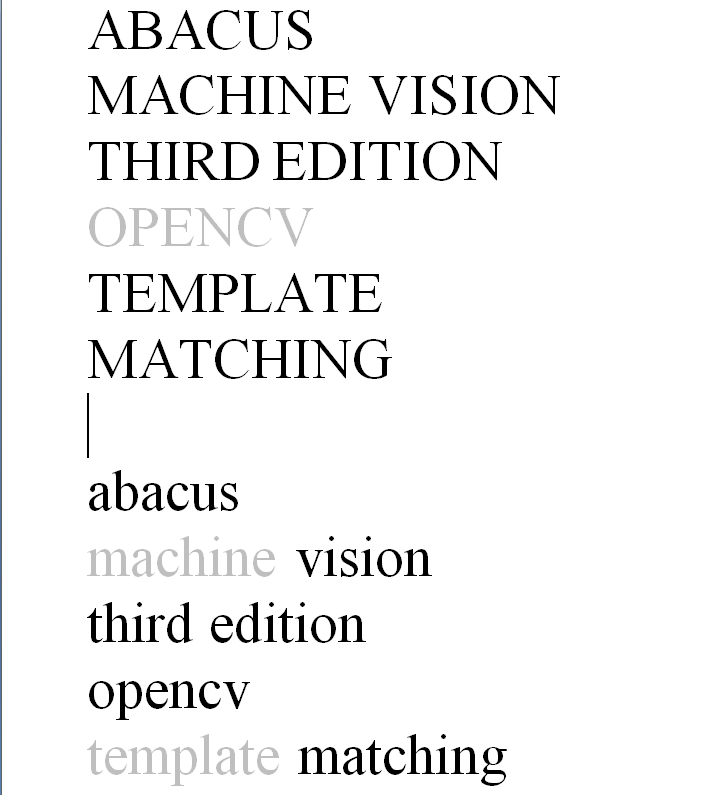 ABACUS
MACHINE VISION
THIRD EDITION
OPENCV
TEMPLATE
MATCHING
abacus
machine vision
third edition
opencv
template matching